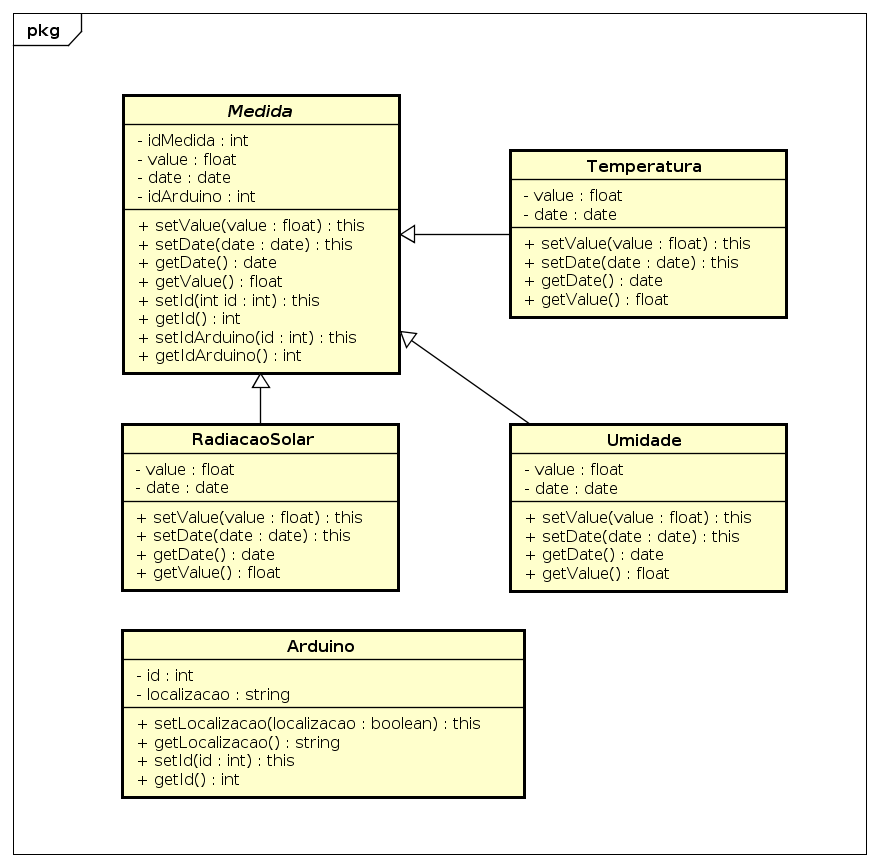 pkg
Medida
- idMedida : int
- value : float
- date : date
- idArduino : int
+ setValue(value : float) : this
+ setDate(date : date) : this
+ getDate() : date
+ getValue() : float
+ setId(int id : int) : this
+ getId() : int
+ setIdArduino(id : int) : this
+ getIdArduino() : int
Temperatura
- value : float
- date : date
+ setValue(value : float) : this
+ setDate(date : date) : this
+ getDate() : date
+ getValue() : float
RadiacaoSolar
- value : float
- date : date
+ setValue(value : float) : this
+ setDate(date : date) : this
+ getDate() : date
+ getValue() : float
Umidade
- value : float
- date : date
+ setValue(value : float) : this
+ setDate(date : date) : this
+ getDate() : date
+ getValue() : float
Arduino
- id : int
- localizacao : string
+ setLocalizacao(localizacao : boolean) : this
+ getLocalizacao() : string
+ setId(id : int) : this
+ getId() : int